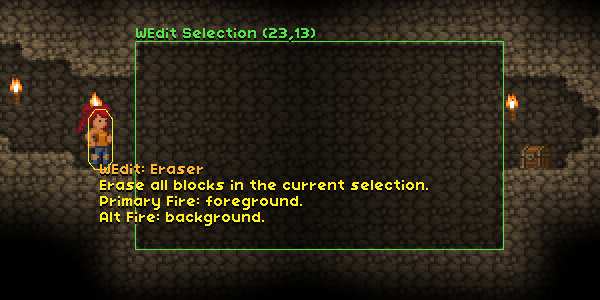 WEdit Selection (23,13)
WEdit: Eraser
Erase all blocks in the current selection.
Primary Fire: foreground.
Alt Fire: background.